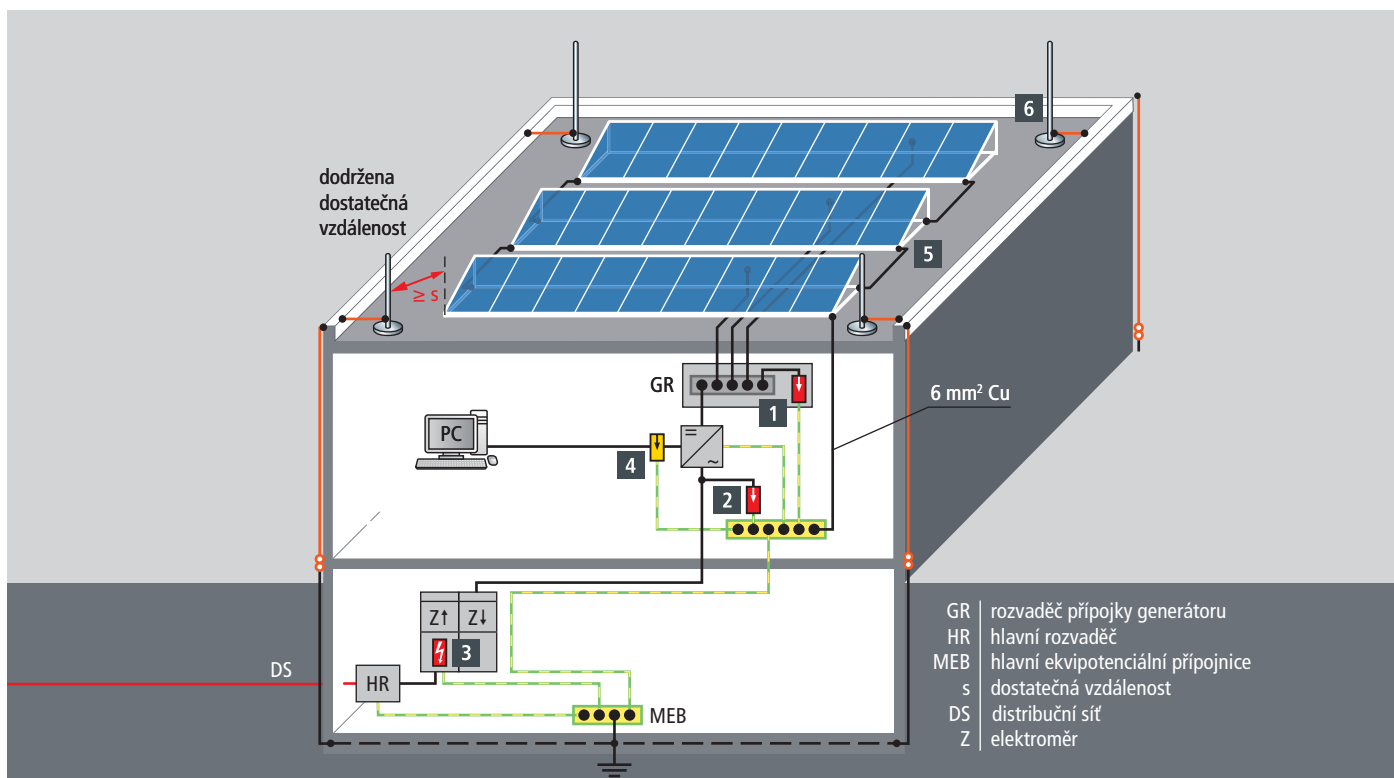 6
dodržena
dostatečná
vzdálenost
5
≥ s
GR
1
6 mm² Cu
PC
=
~
4
2
Z↑ Z↓
3
DS
HR
MEB
GR rozvaděč přípojky generátoru
HR hlavní rozvaděč
MEB hlavní ekvipotenciální přípojnice
s dostatečná vzdálenost
DS distribuční síť
Z elektroměr